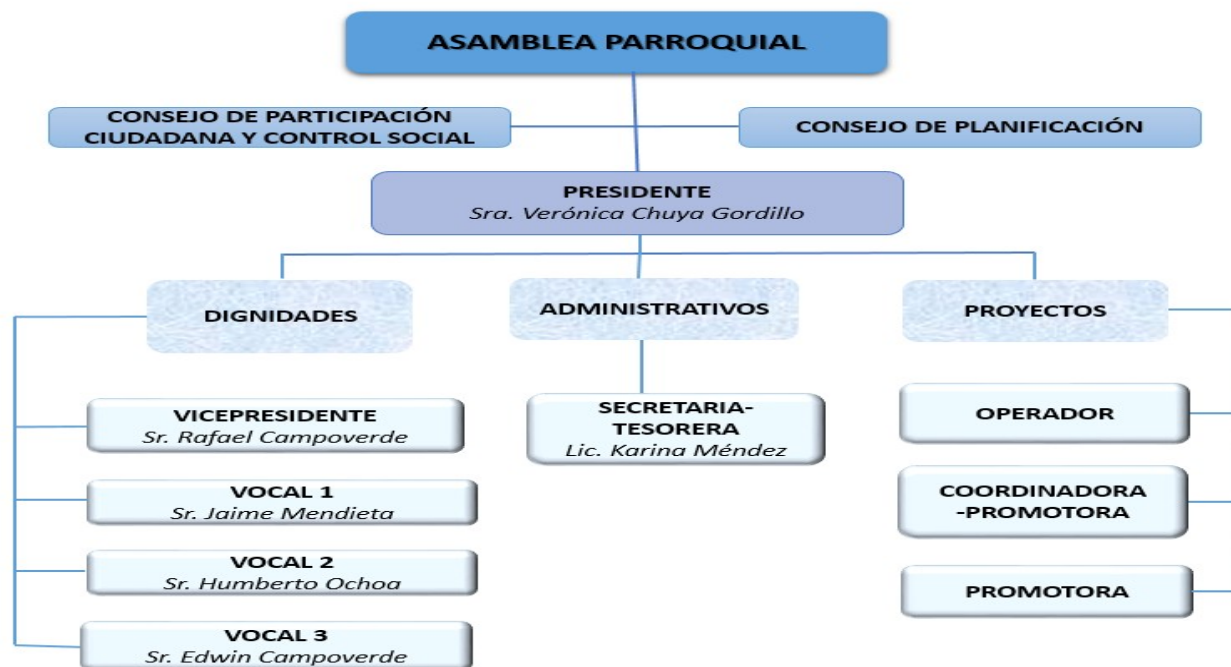 ASAMBLEA PARROQUIAL
CONSEJO DE PARTICIPACIÓN
CIUDADANA Y CONTROL SOCIAL
CONSEJO DE PLANIFICACIÓN
PRESIDENTE
Sra. Verónica Chuya Gordillo
DIGNIDADES
ADMINISTRATIVOS
PROYECTOS
VICEPRESIDENTE
Sr. Rafael Campoverde
VOCAL 1
Sr. Jaime Mendieta
VOCAL 2
Sr. Humberto Ochoa
VOCAL 3
Sr. Edwin Campoverde
SECRETARIA-
TESORERA
Lic. Karina Méndez
OPERADOR
COORDINADORA
-PROMOTORA
PROMOTORA